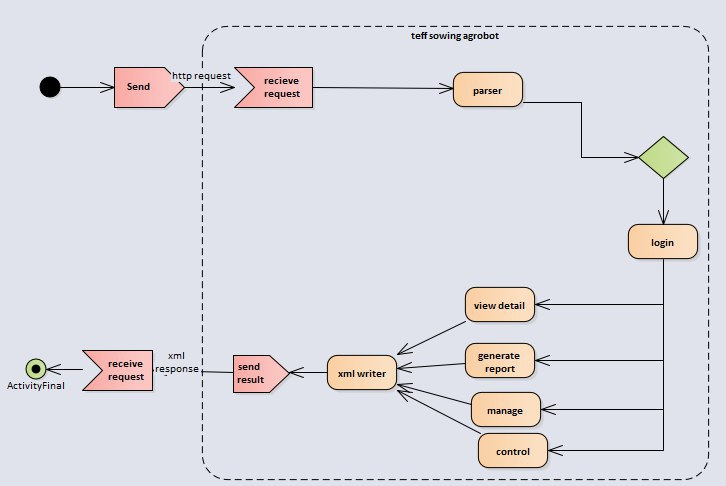 teff sowing agrobot
Send
http request
recieve
request
parser
login
view detail
generate
report
manage
control
xml writer
send
result
xml
response
receive
request
ActivityFinal